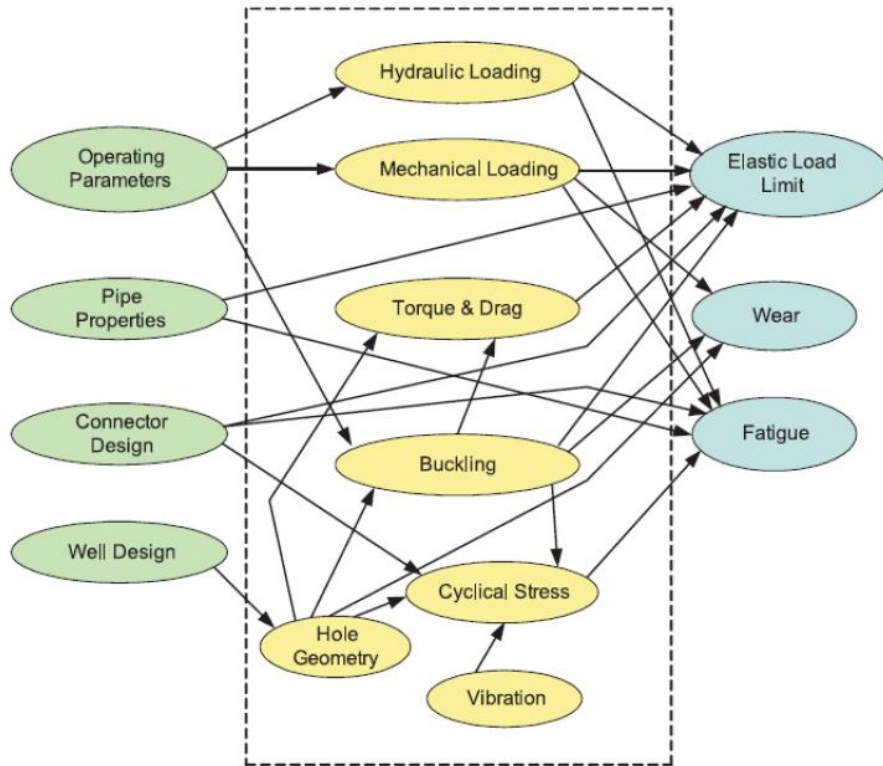 Hydraulic Loading
Operating
Parameters
Mechanical Loading
Elastic Load
Limit
Pipe
Properties
Torque & Drag
Wear
Connector
Design
Buckling
Fatigue
Well Design
Cyclical Stress
Hole
Geometry
Vibration